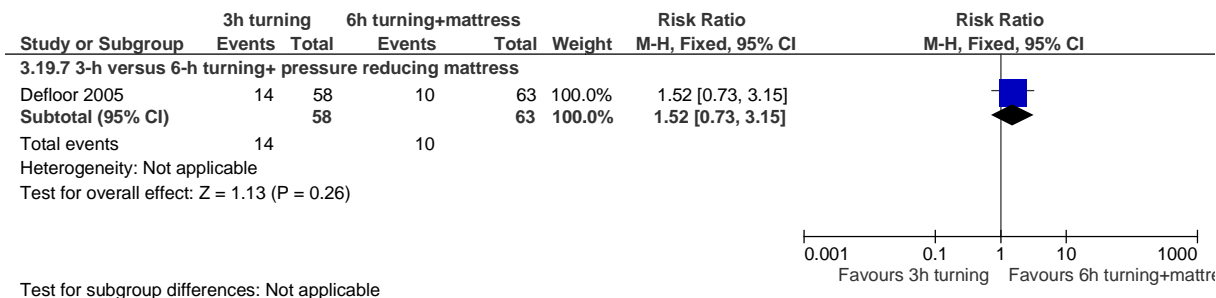 3h turning 6h turning+mattress Risk Ratio Risk Ratio
Study or Subgroup Events Total Events Total Weight M-H, Fixed, 95% CI M-H, Fixed, 95% CI
3.19.7 3-h versus 6-h turning+ pressure reducing mattress
Defloor 2005 14 58 10 63 100.0% 1.52 [0.73, 3.15]
Subtotal (95% CI) 58 63 100.0% 1.52 [0.73, 3.15]
Total events 14 10
Heterogeneity: Not applicable
Test for overall effect: Z = 1.13 (P = 0.26)
0.001 0.1 1 10 1000
Favours 3h turning Favours 6h turning+mattre
Test for subgroup differences: Not applicable